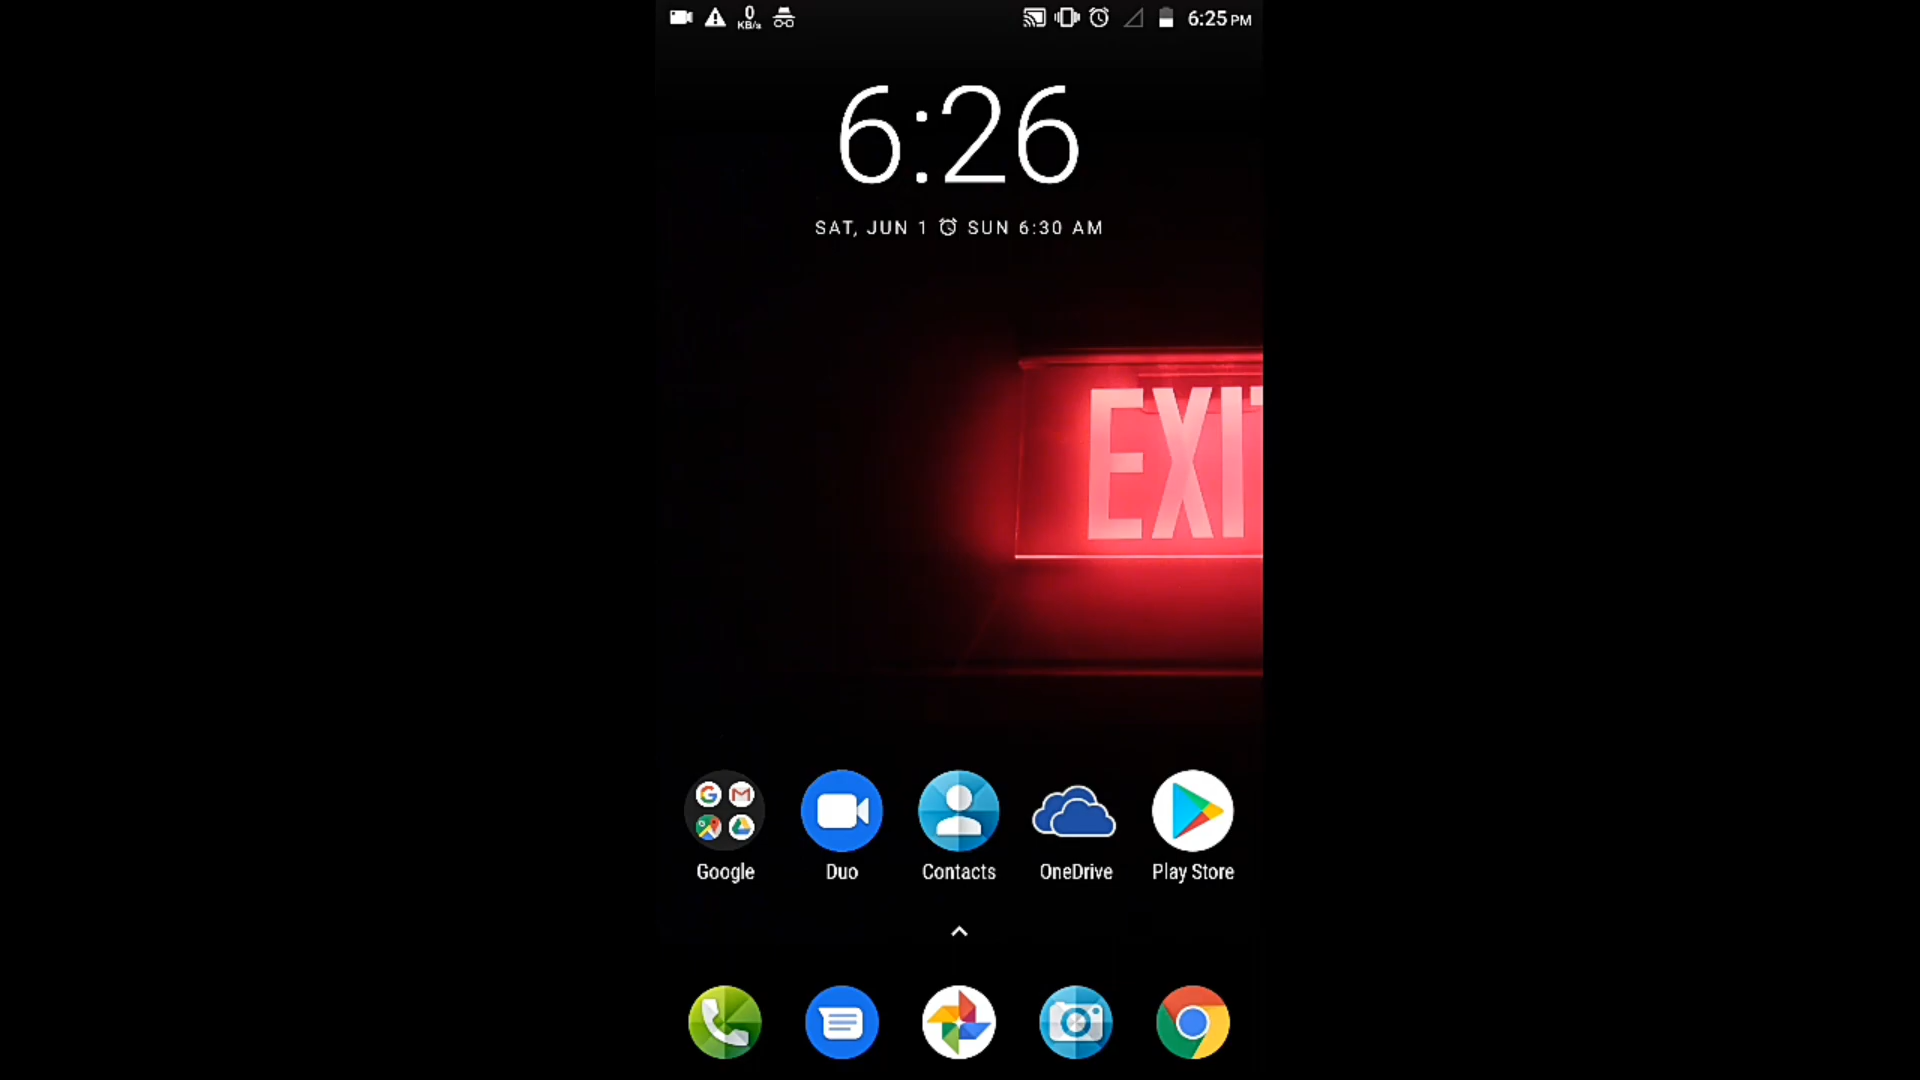 0
KB/s
6:25 PM
6:26
SAT, JUN 1 SUN 6:30 AM
EXIT
Google
Duo
Contacts
OneDrive
Play Store